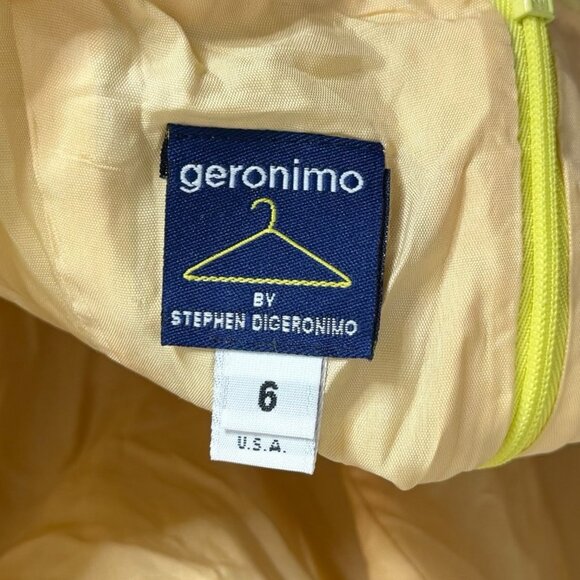 geronimo
BY
STEPHEN DIGERONIMO
6
U.S.A.